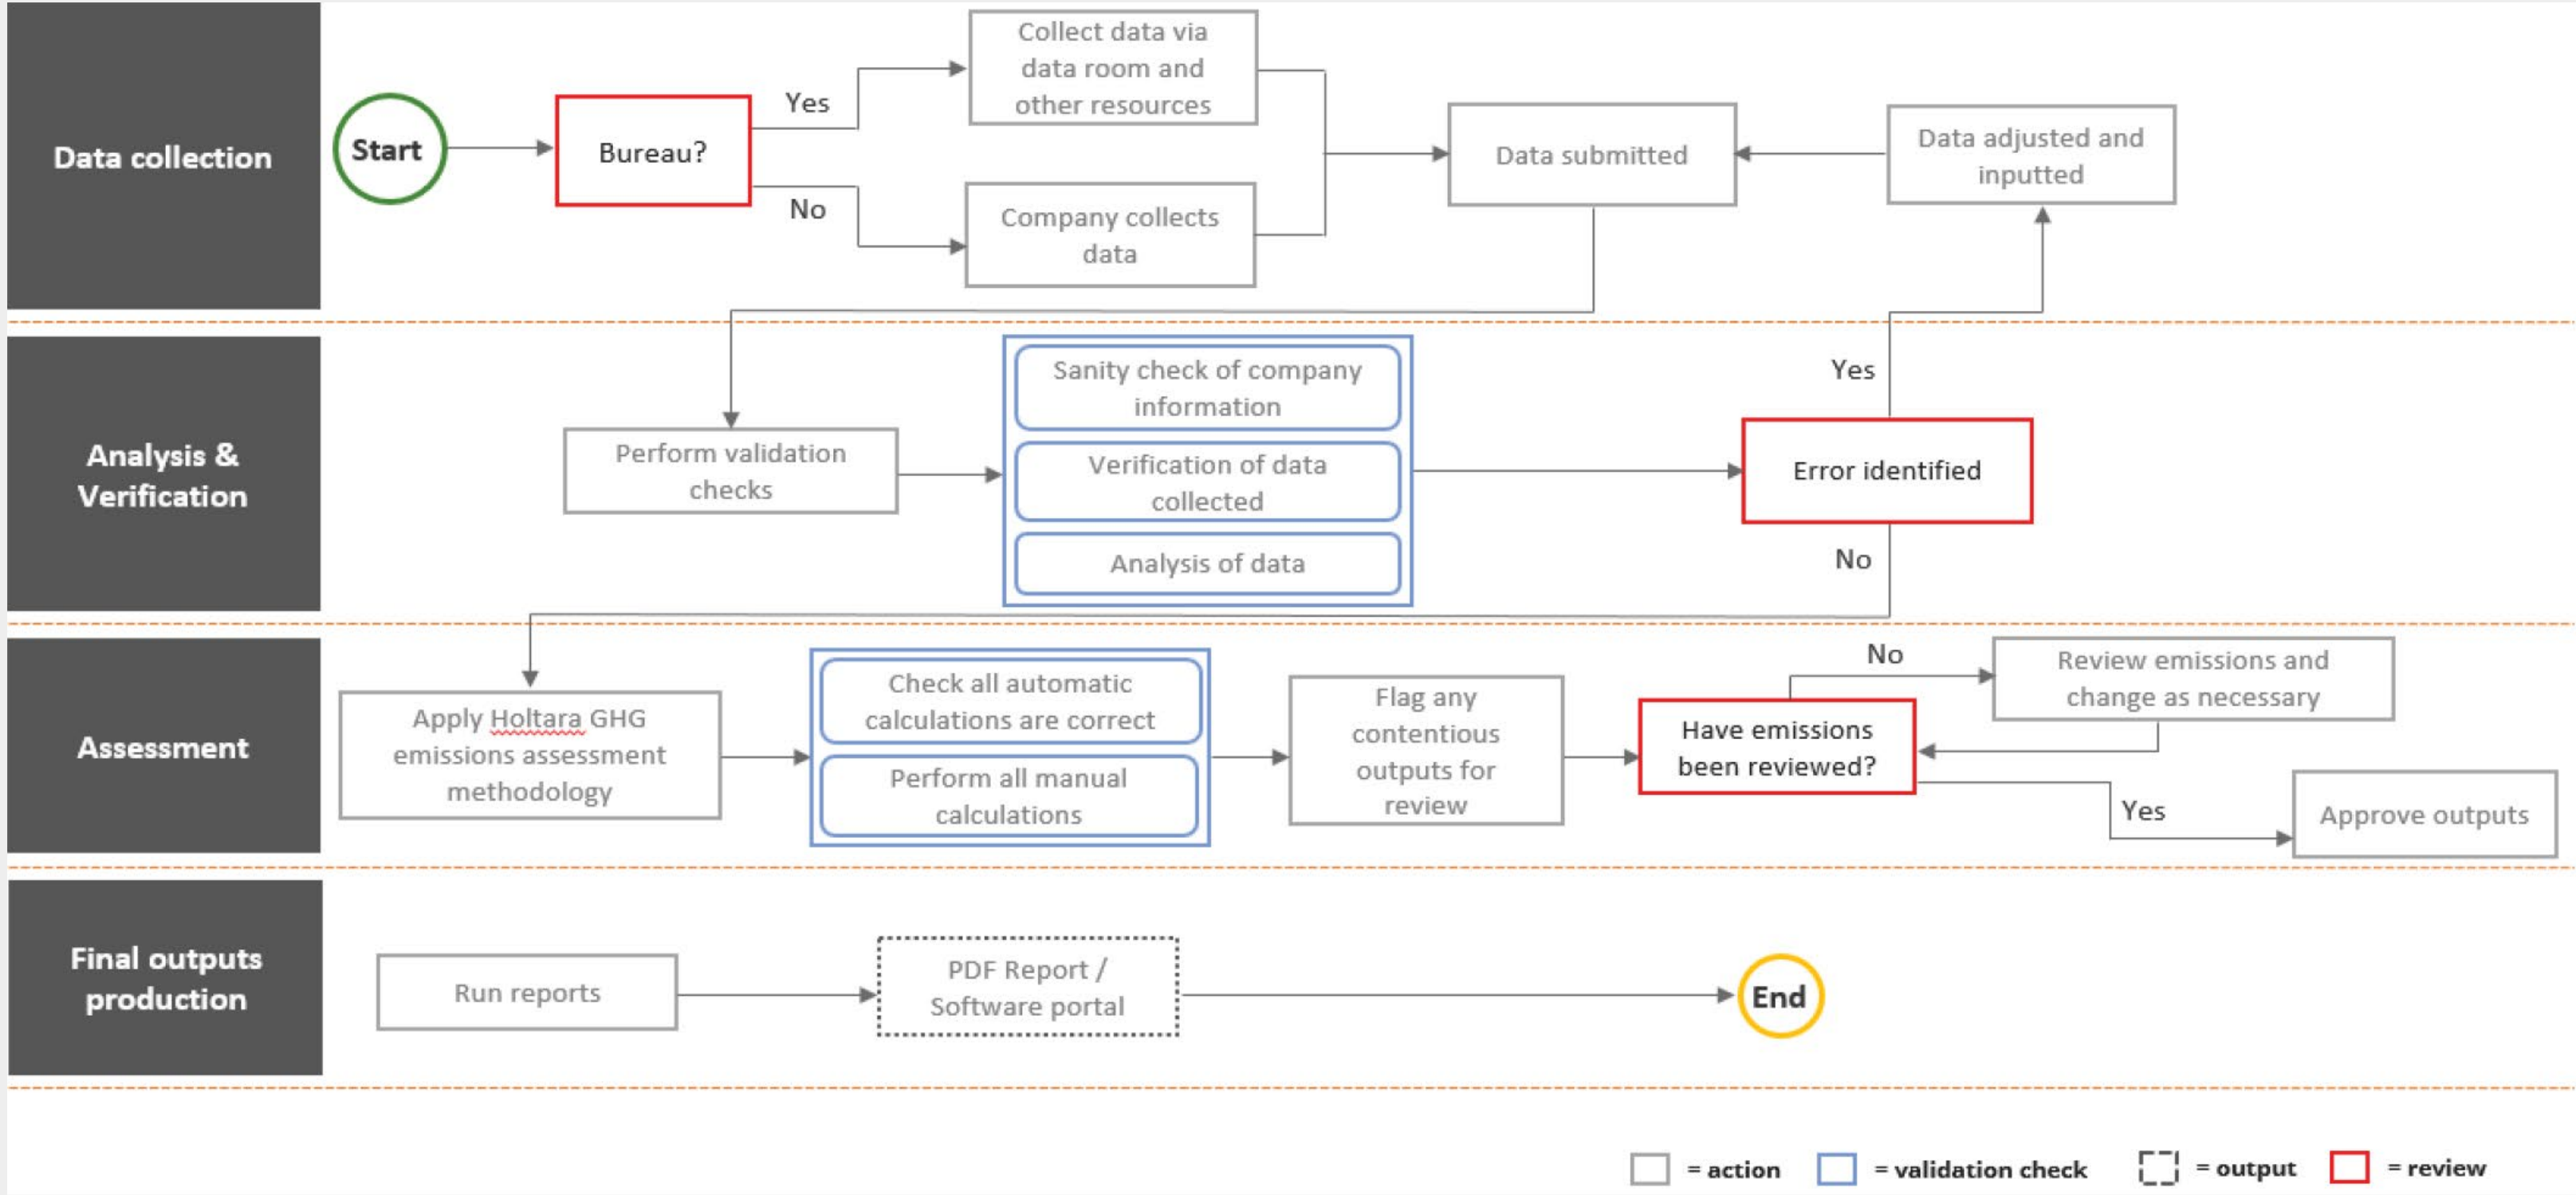 Data collection
Start
Bureau?
Yes
No
Collect data via
data room and
other resources
Company collects
data
Data submitted
Data adjusted and
inputted
Analysis &
Verification
Perform validation
checks
Sanity check of company
information
Verification of data
collected
Analysis of data
Error identified
Yes
No
Assessment
Apply Holtara GHG
emissions assessment
methodology
Check all automatic
calculations are correct
Perform all manual
calculations
Flag any
contentious
outputs for
review
Have emissions
been reviewed?
No
Review emissions and
change as necessary
Yes
Approve outputs
Final outputs
production
Run reports
PDF Report /
Software portal
End
= action
= validation check
= output
= review